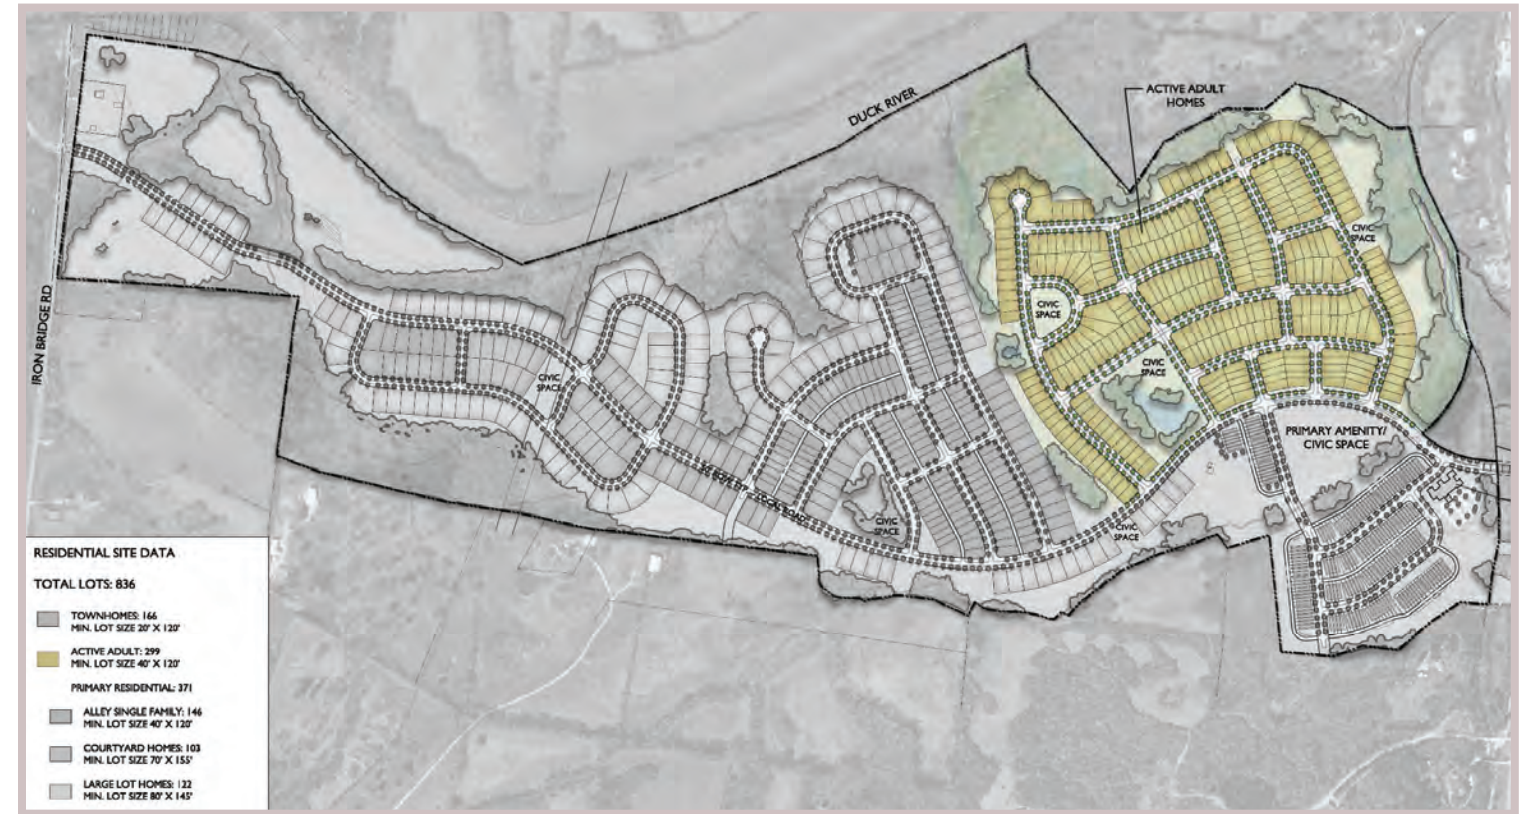 DUCK RIVER
ACTIVE ADULT
HOMES
CIVIC
SPACE
IRON BRIDGE RD
CIVIC
SPACE
CIVIC
SPACE
CIVIC
SPACE
PRIMARY AMENITY/
CIVIC SPACE
LOCAL ROAD
CIVIC
SPACE
CIVIC
SPACE
RESIDENTIAL SITE DATA
TOTAL LOTS: 836
TOWNHOMES: 166
MIN. LOT SIZE 20' X 120'
ACTIVE ADULT: 299
MIN. LOT SIZE 40' X 120'
PRIMARY RESIDENTIAL: 371
ALLEY SINGLE FAMILY: 146
MIN. LOT SIZE 40' X 120'
COURTYARD HOMES: 103
MIN. LOT SIZE 70' X 155'
LARGE LOT HOMES: 122
MIN. LOT SIZE 80' X 145'